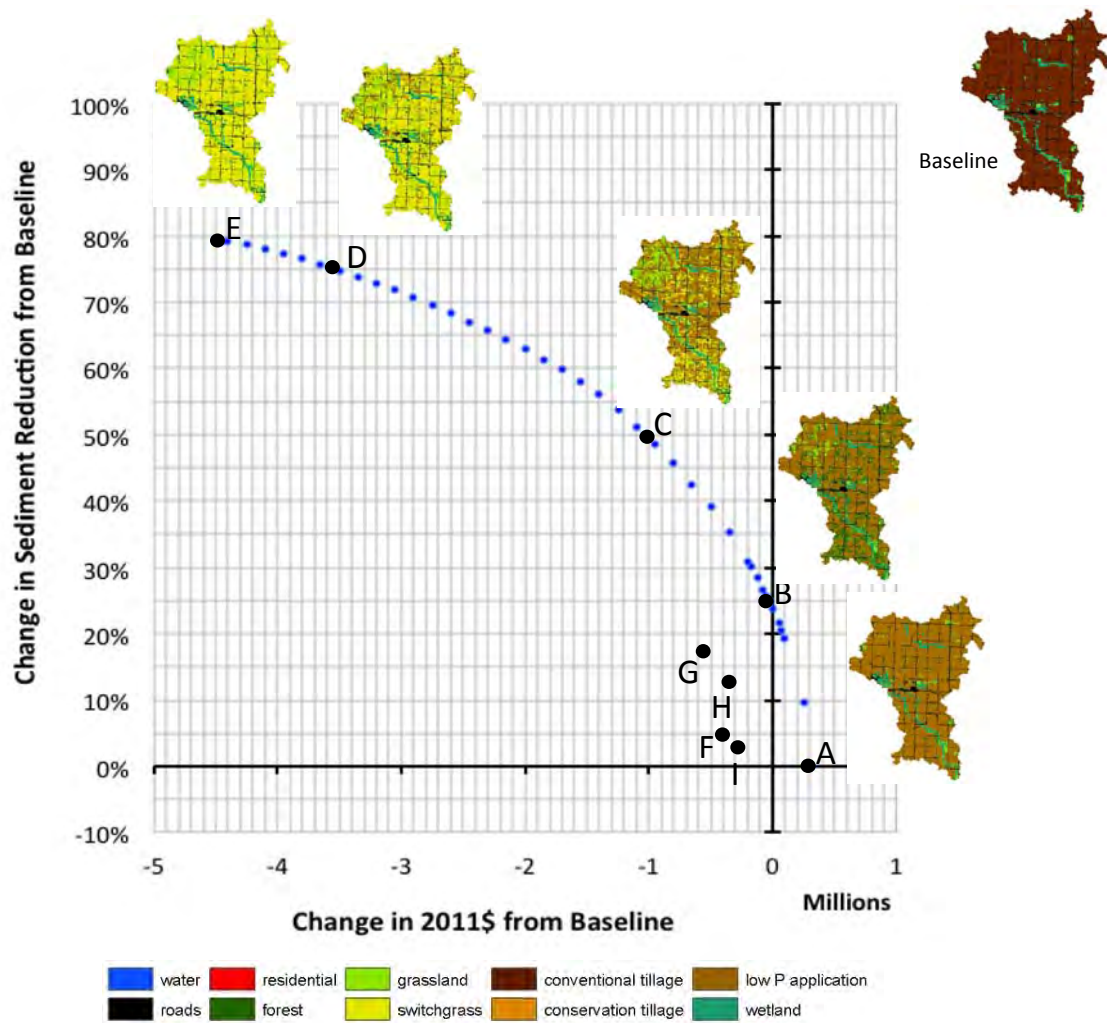 100%
90%
80%
70%
60%
50%
40%
30%
20%
10%
0%
-10%
Change in Sediment Reduction from Baseline
Baseline
E
D
C
B
G
H
F
I
A
-5 -4 -3 -2 -1 0 1
Millions
Change in 2011$ from Baseline
water residential grassland conventional tillage low P application
roads forest switchgrass conservation tillage wetland